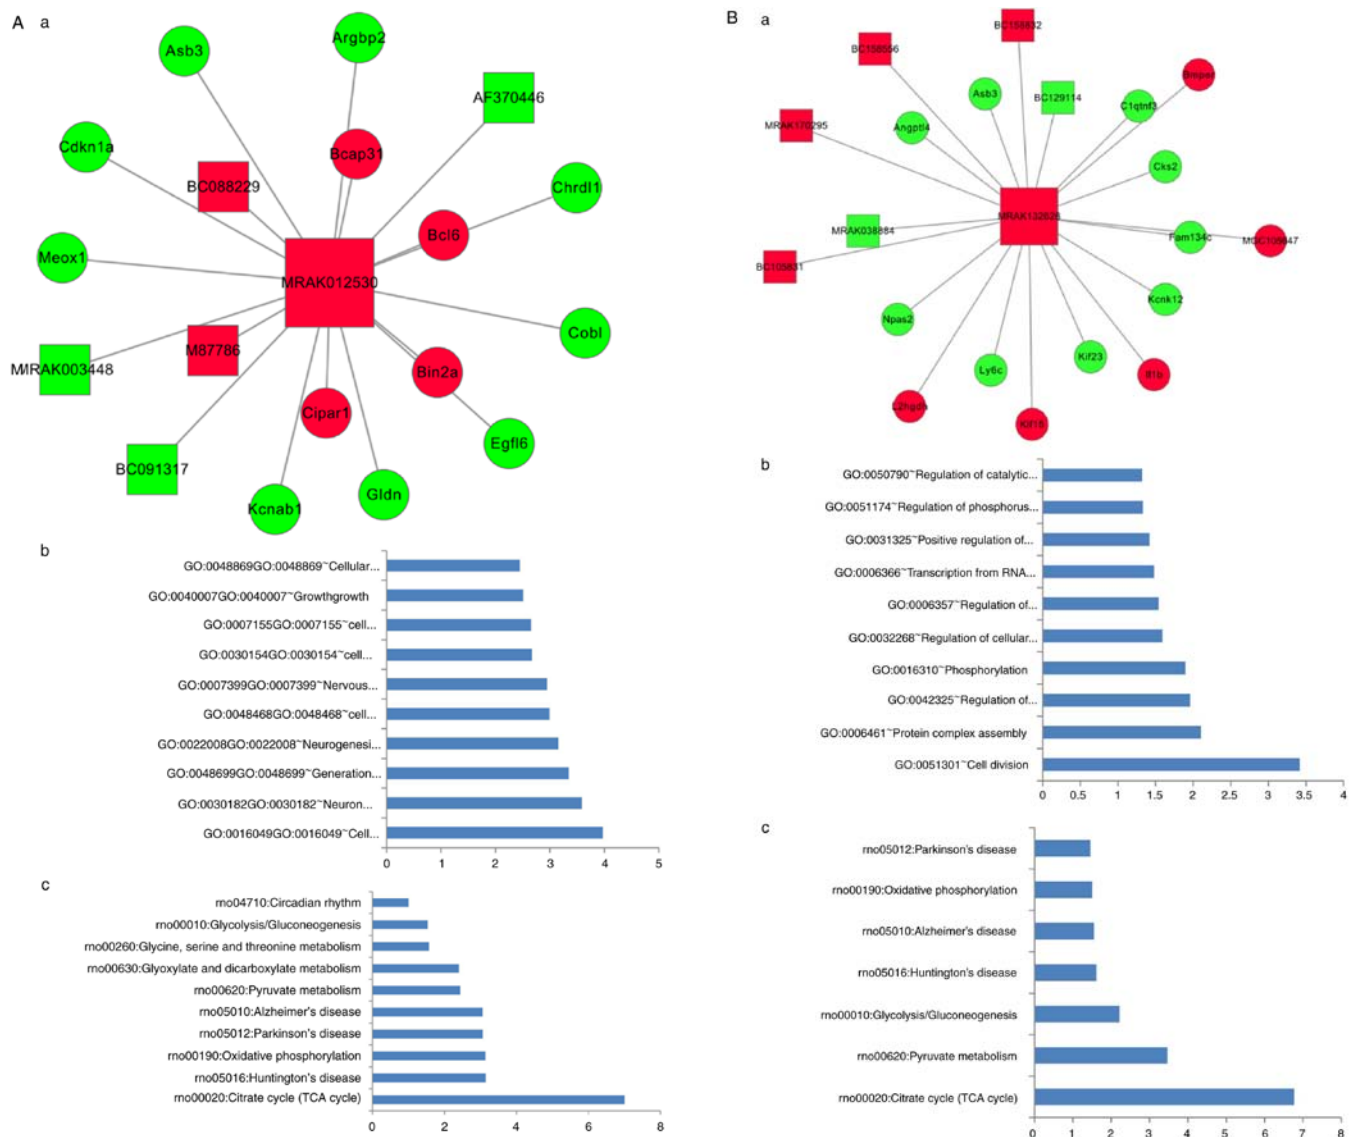 A a
Asb3
Argbp2
AF370446
Cdkn1a
Bcap31
BC088229
Chrdl1
Bcl6
Meox1
MRAK012530
Cobl
M87786
MIRAK003448
Bin2a
Cipar1
Egfl6
BC091317
Gldn
Kcnab1
b
GO:0048869GO:0048869~Cellular...
GO:0040007GO:0040007~Growthgrowth
GO:0007155GO:0007155~cell...
GO:0030154GO:0030154~cell...
GO:0007399GO:0007399~Nervous...
GO:0048468GO:0048468~cell...
GO:0022008GO:0022008~Neurogenesi...
GO:0048699GO:0048699~Generation...
GO:0030182GO:0030182~Neuron...
GO:0016049GO:0016049~Cell...
0 1 2 3 4 5
c
rno04710:Circadian rhythm
rno00010:Glycolysis/Gluconeogenesis
rno00260:Glycine, serine and threonine metabolism
rno00630:Glyoxylate and dicarboxylate metabolism
rno00620:Pyruvate metabolism
rno05010:Alzheimer's disease
rno05012:Parkinson's disease
rno00190:Oxidative phosphorylation
rno05016:Huntington's disease
rno00020:Citrate cycle (TCA cycle)
0 2 4 6 8
B a
BC158832
BC158556
Bmper
Asb3
BC129114
C1qtnf3
MRAK170295
Angptl4
Cks2
MRAK132628
MRAK038884
Fam134c
MGC109647
BC105831
Kcnk12
Npas2
Kif23
Ly6c
Il1b
L2hgdh
Klf15
b
GO:0050790~Regulation of catalytic...
GO:0051174~Regulation of phosphorus...
GO:0031325~Positive regulation of...
GO:0006366~Transcription from RNA...
GO:0006357~Regulation of...
GO:0032268~Regulation of cellular...
GO:0016310~Phosphorylation
GO:0042325~Regulation of...
GO:0006461~Protein complex assembly
GO:0051301~Cell division
0 0.5 1 1.5 2 2.5 3 3.5 4
c
rno05012:Parkinson's disease
rno00190:Oxidative phosphorylation
rno05010:Alzheimer's disease
rno05016:Huntington's disease
rno00010:Glycolysis/Gluconeogenesis
rno00620:Pyruvate metabolism
rno00020:Citrate cycle (TCA cycle)
0 1 2 3 4 5 6 7 8